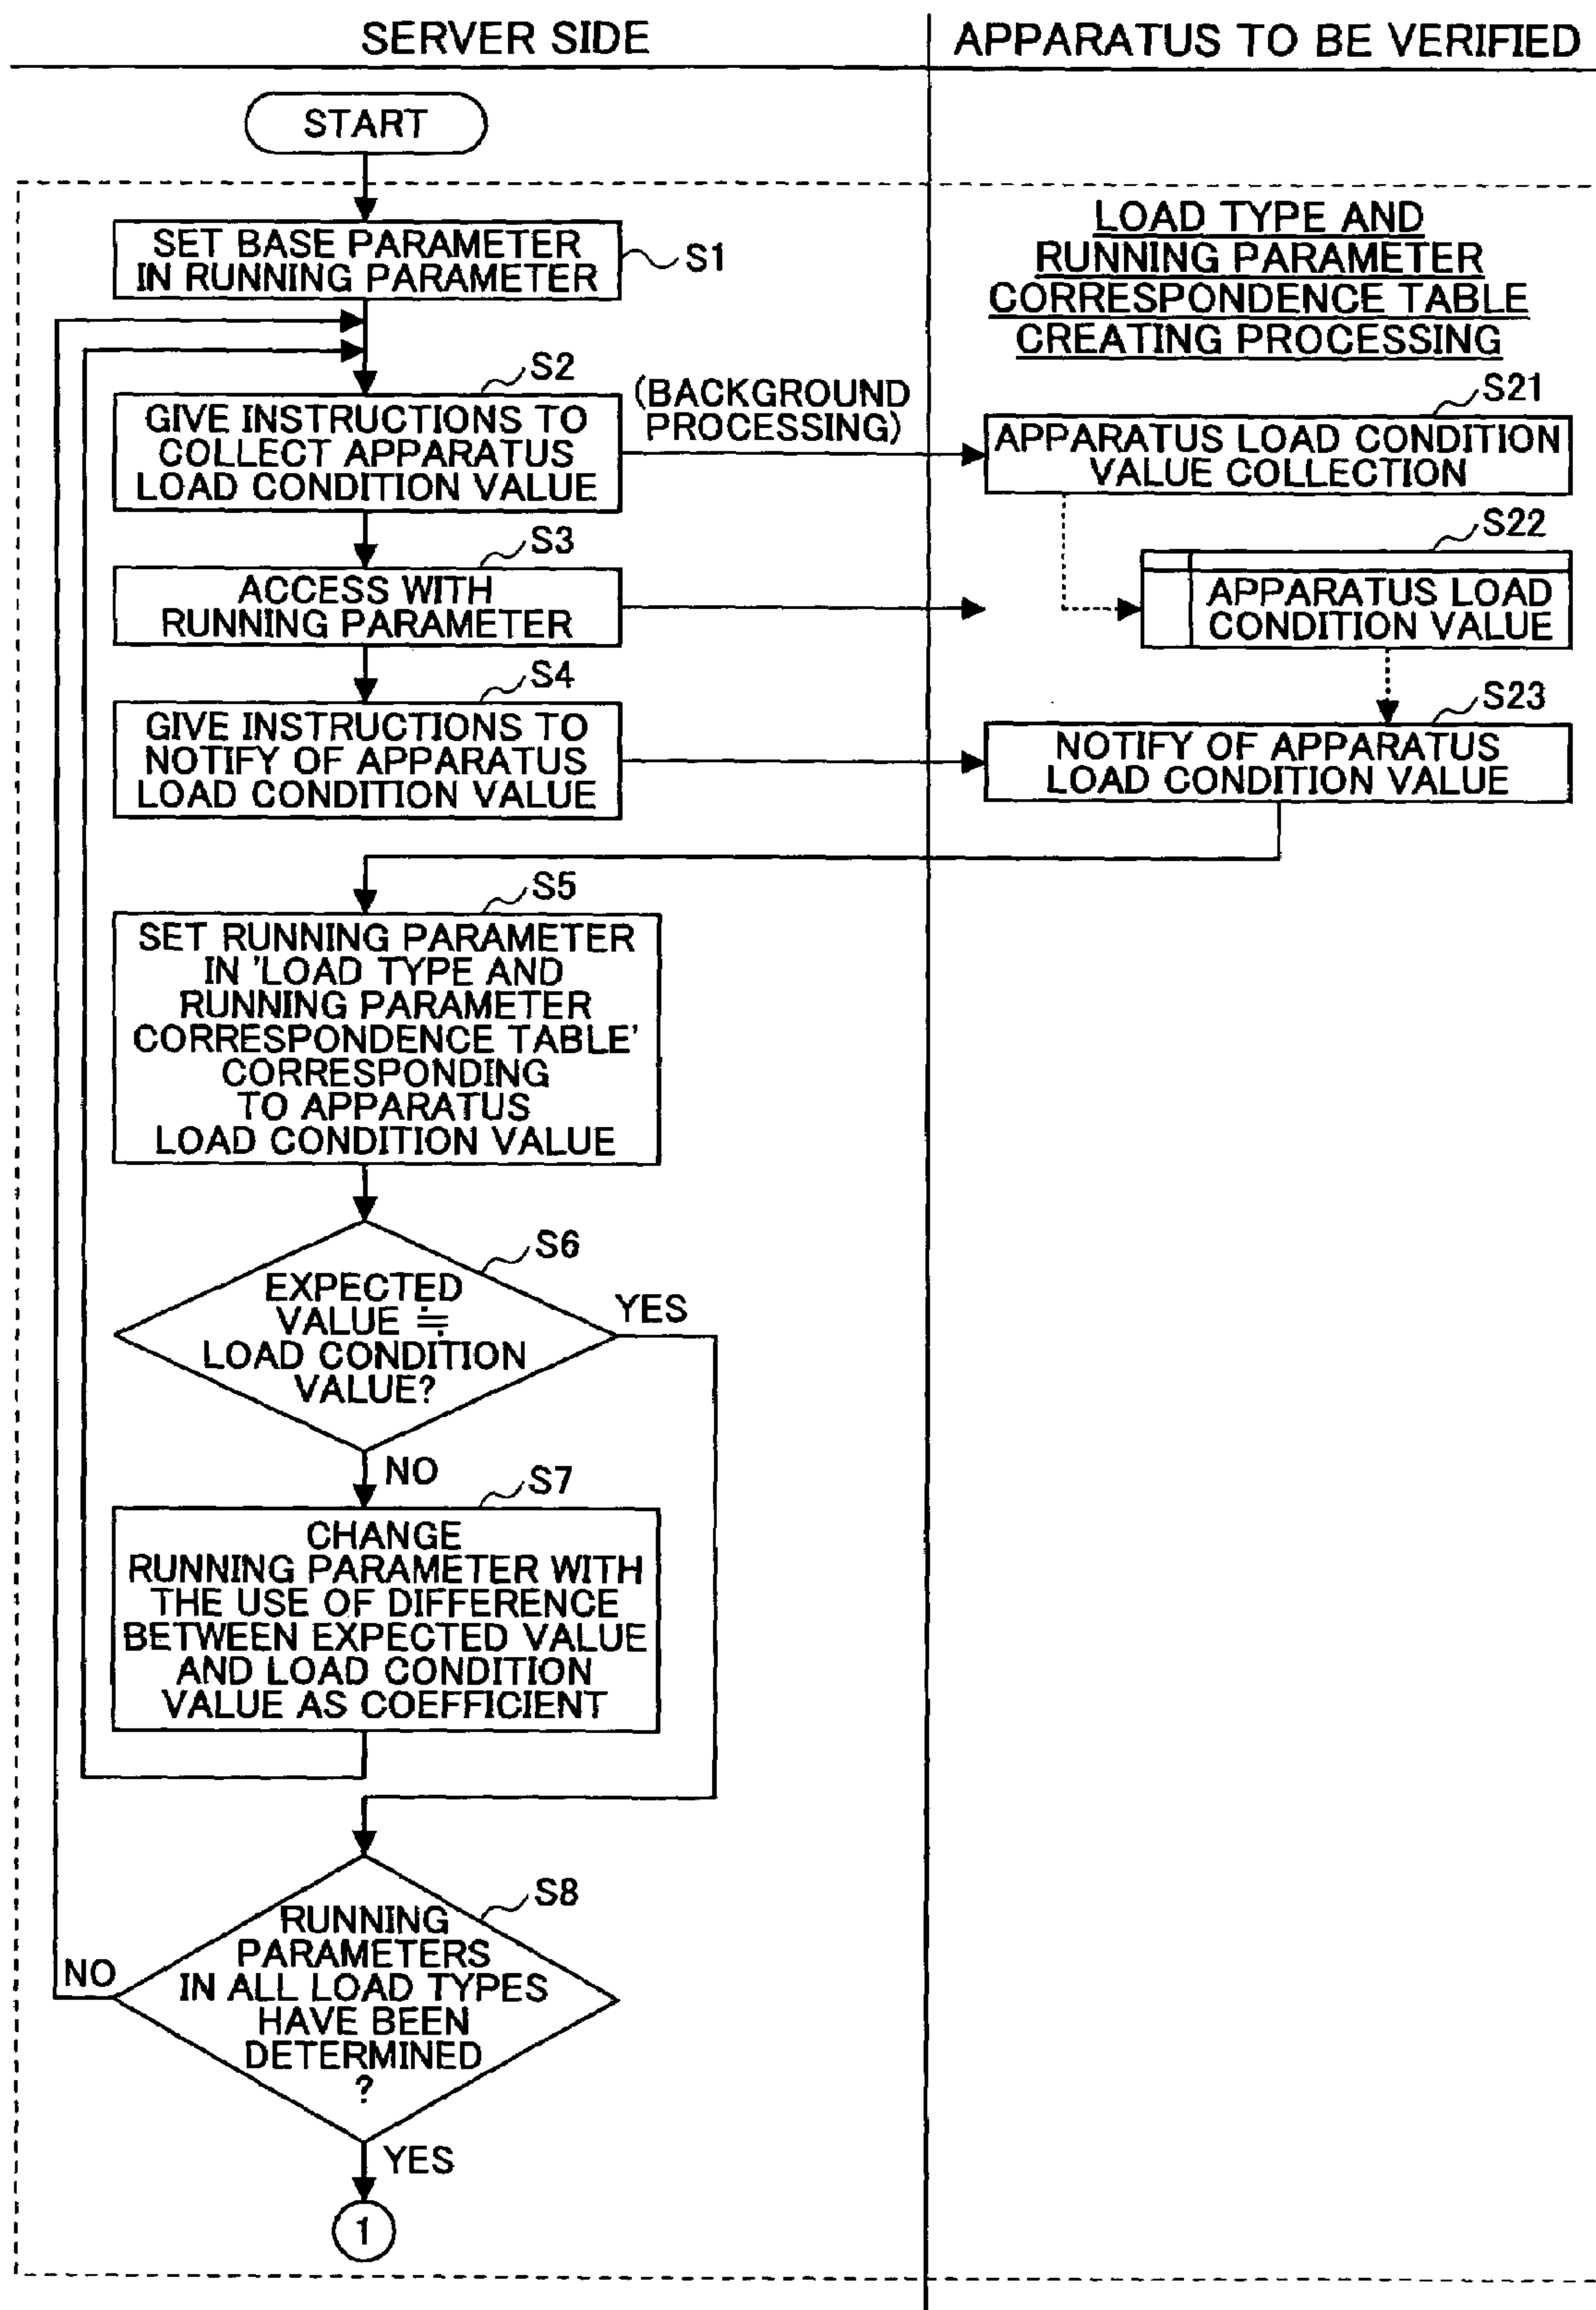 SERVER SIDE
APPARATUS TO BE VERIFIED
START
LOAD TYPE AND
RUNNING PARAMETER
CORRESPONDENCE TABLE
CREATING PROCESSING
SET BASE PARAMETER
IN RUNNING PARAMETER
S1
S2
GIVE INSTRUCTIONS TO
COLLECT APPARATUS
LOAD CONDITION VALUE
(BACKGROUND
PROCESSING)
S21
APPARATUS LOAD CONDITION
VALUE COLLECTION
S3
ACCESS WITH
RUNNING PARAMETER
S22
APPARATUS LOAD
CONDITION VALUE
S4
GIVE INSTRUCTIONS TO
NOTIFY OF APPARATUS
LOAD CONDITION VALUE
S23
NOTIFY OF APPARATUS
LOAD CONDITION VALUE
S5
SET RUNNING PARAMETER
IN 'LOAD TYPE AND
RUNNING PARAMETER
CORRESPONDENCE TABLE'
CORRESPONDING
TO APPARATUS
LOAD CONDITION VALUE
S6
EXPECTED
VALUE ≒
LOAD CONDITION
VALUE?
YES
NO
S7
CHANGE
RUNNING PARAMETER WITH
THE USE OF DIFFERENCE
BETWEEN EXPECTED VALUE
AND LOAD CONDITION
VALUE AS COEFFICIENT
S8
RUNNING
PARAMETERS
IN ALL LOAD TYPES
HAVE BEEN
DETERMINED
?
NO
YES
1